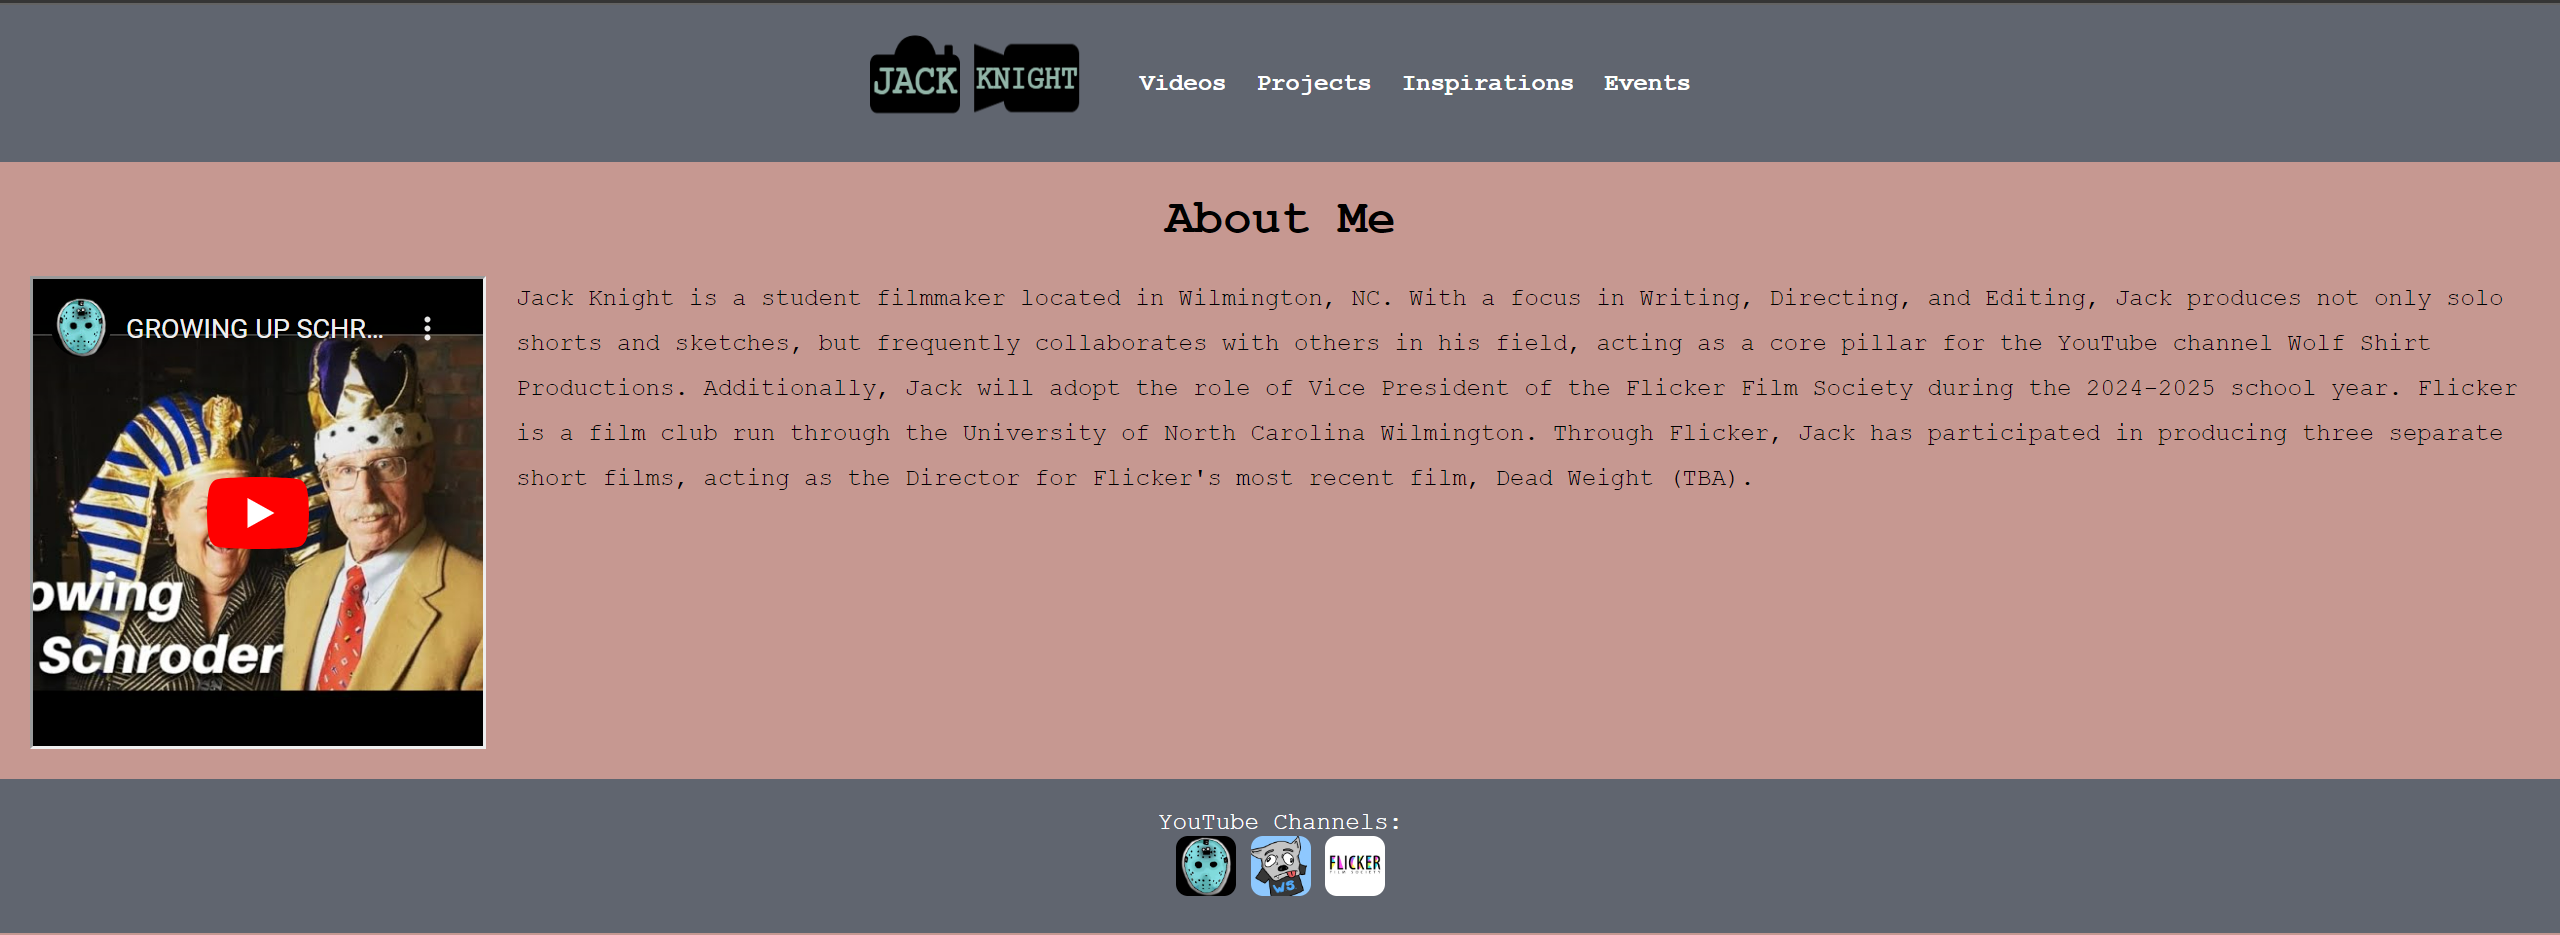 JACK KNIGHT
Videos Projects Inspirations Events
About Me
GROWING UP SCHR...
owing
Schroder
Jack Knight is a student filmmaker located in Wilmington, NC. With a focus in Writing, Directing, and Editing, Jack produces not only solo
shorts and sketches, but frequently collaborates with others in his field, acting as a core pillar for the YouTube channel Wolf Shirt
Productions. Additionally, Jack will adopt the role of Vice President of the Flicker Film Society during the 2024-2025 school year. Flicker
is a film club run through the University of North Carolina Wilmington. Through Flicker, Jack has participated in producing three separate
short films, acting as the Director for Flicker's most recent film, Dead Weight (TBA).
YouTube Channels:
WS
FLICKER
FILM SOCIETY